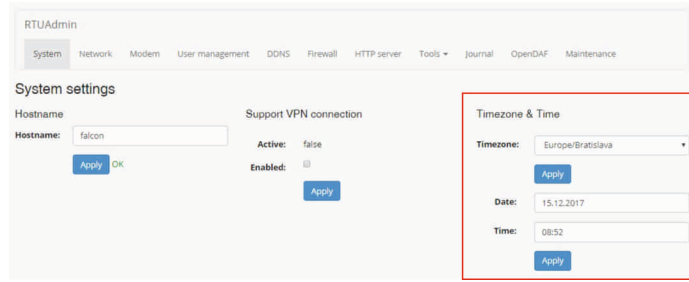 RTUAdmin
System Network Modem User management DDNS Firewall HTTP server Tools Journal OpenDAF Maintenance
System settings
Hostname
Hostname: falcon
Apply OK
Support VPN connection
Active: false
Enabled:
Apply
Timezone & Time
Timezone: Europe/Bratislava
Apply
Date: 15.12.2017
Time: 08:52
Apply